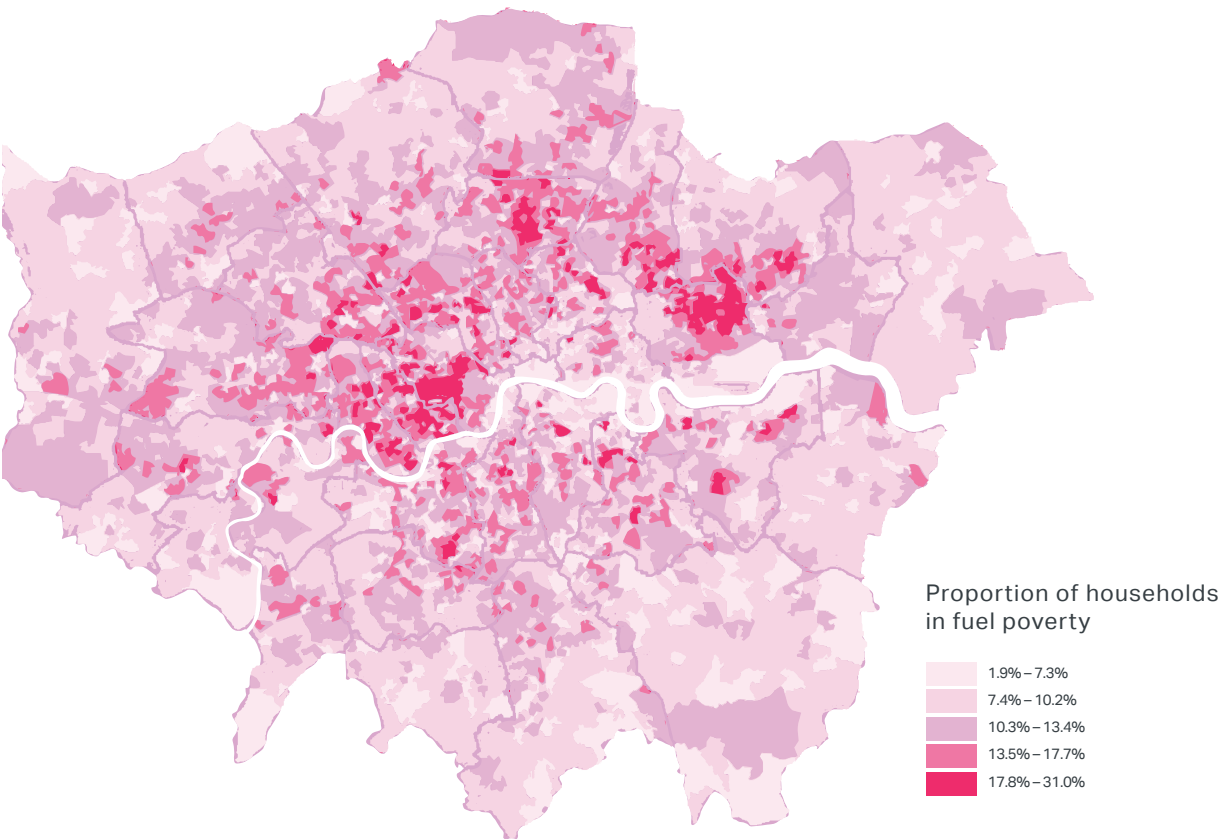 Proportion of households
in fuel poverty
1.9% – 7.3%
7.4% – 10.2%
10.3% – 13.4%
13.5% – 17.7%
17.8% – 31.0%